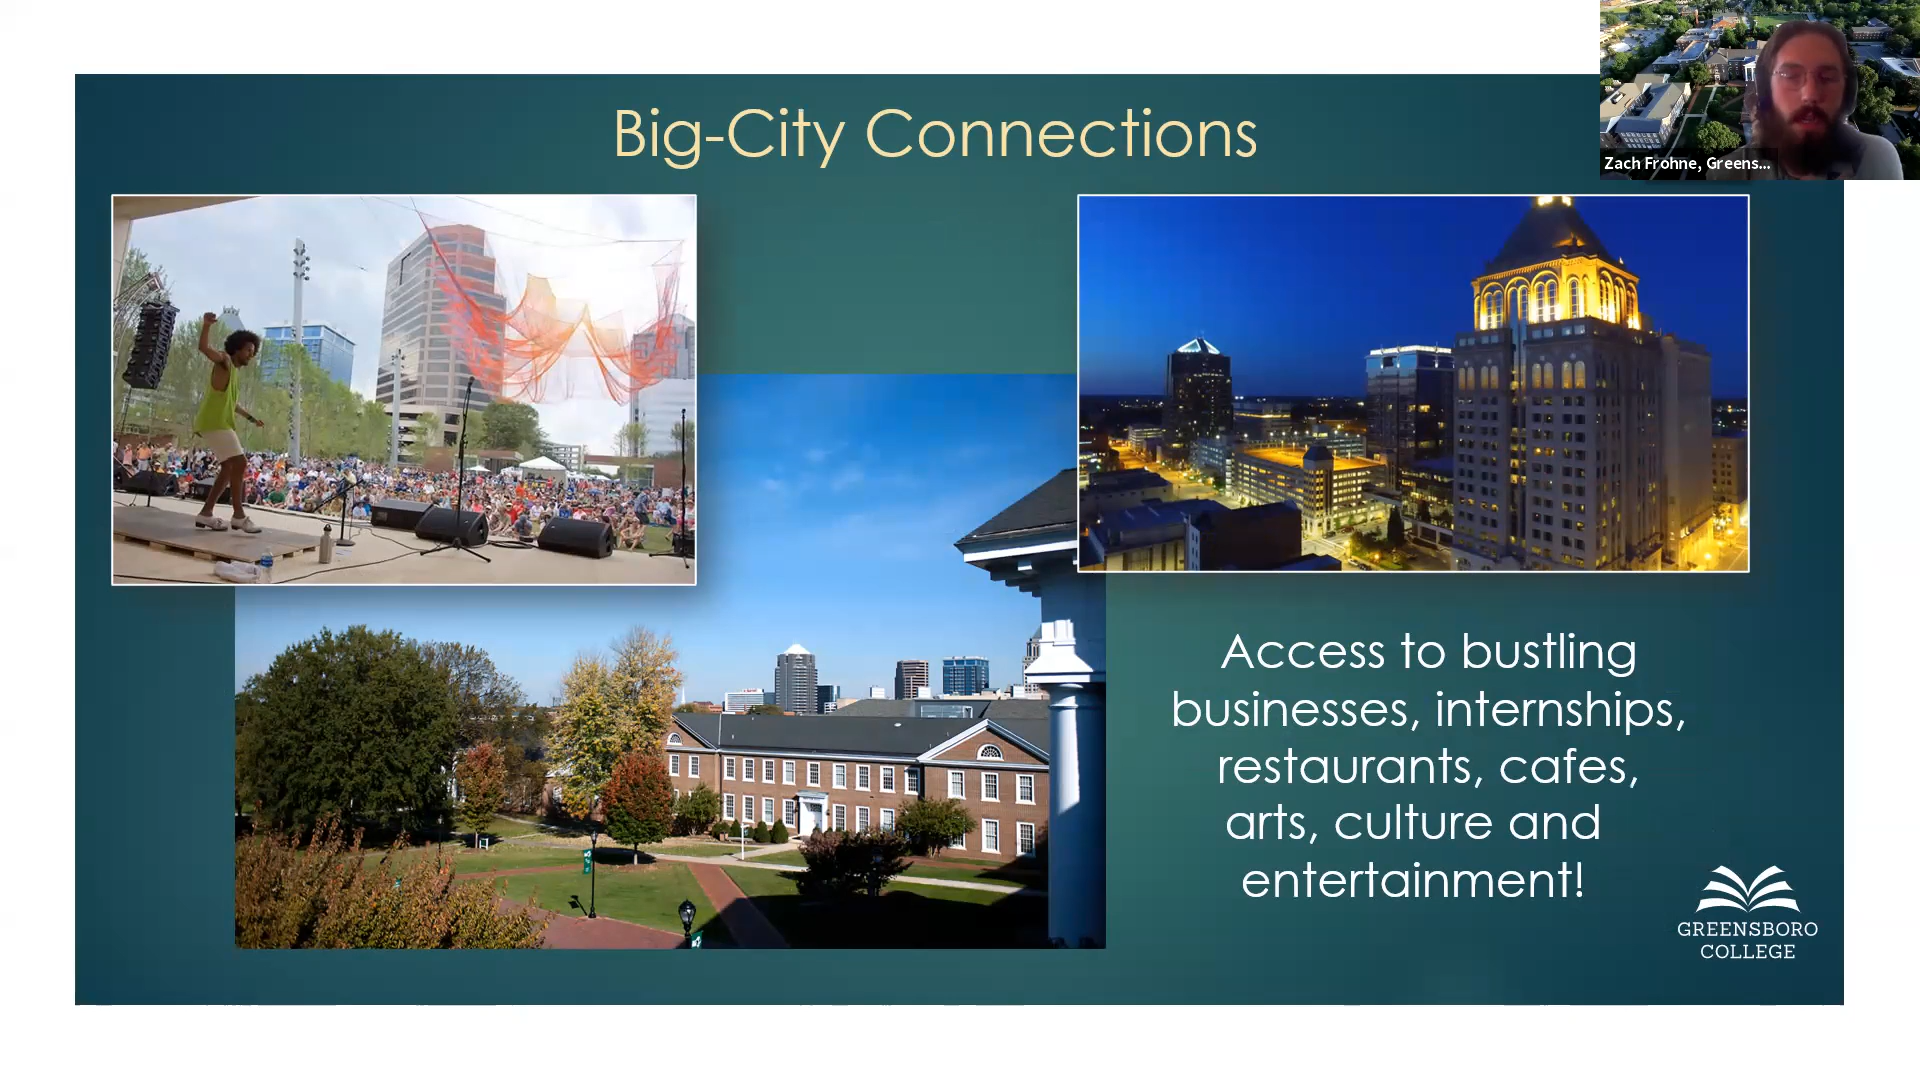 Big-City Connections
Zach Frohne, Greens...
Access to bustling
businesses, internships,
restaurants, cafes,
arts, culture and
entertainment!
GREENSBORO
COLLEGE